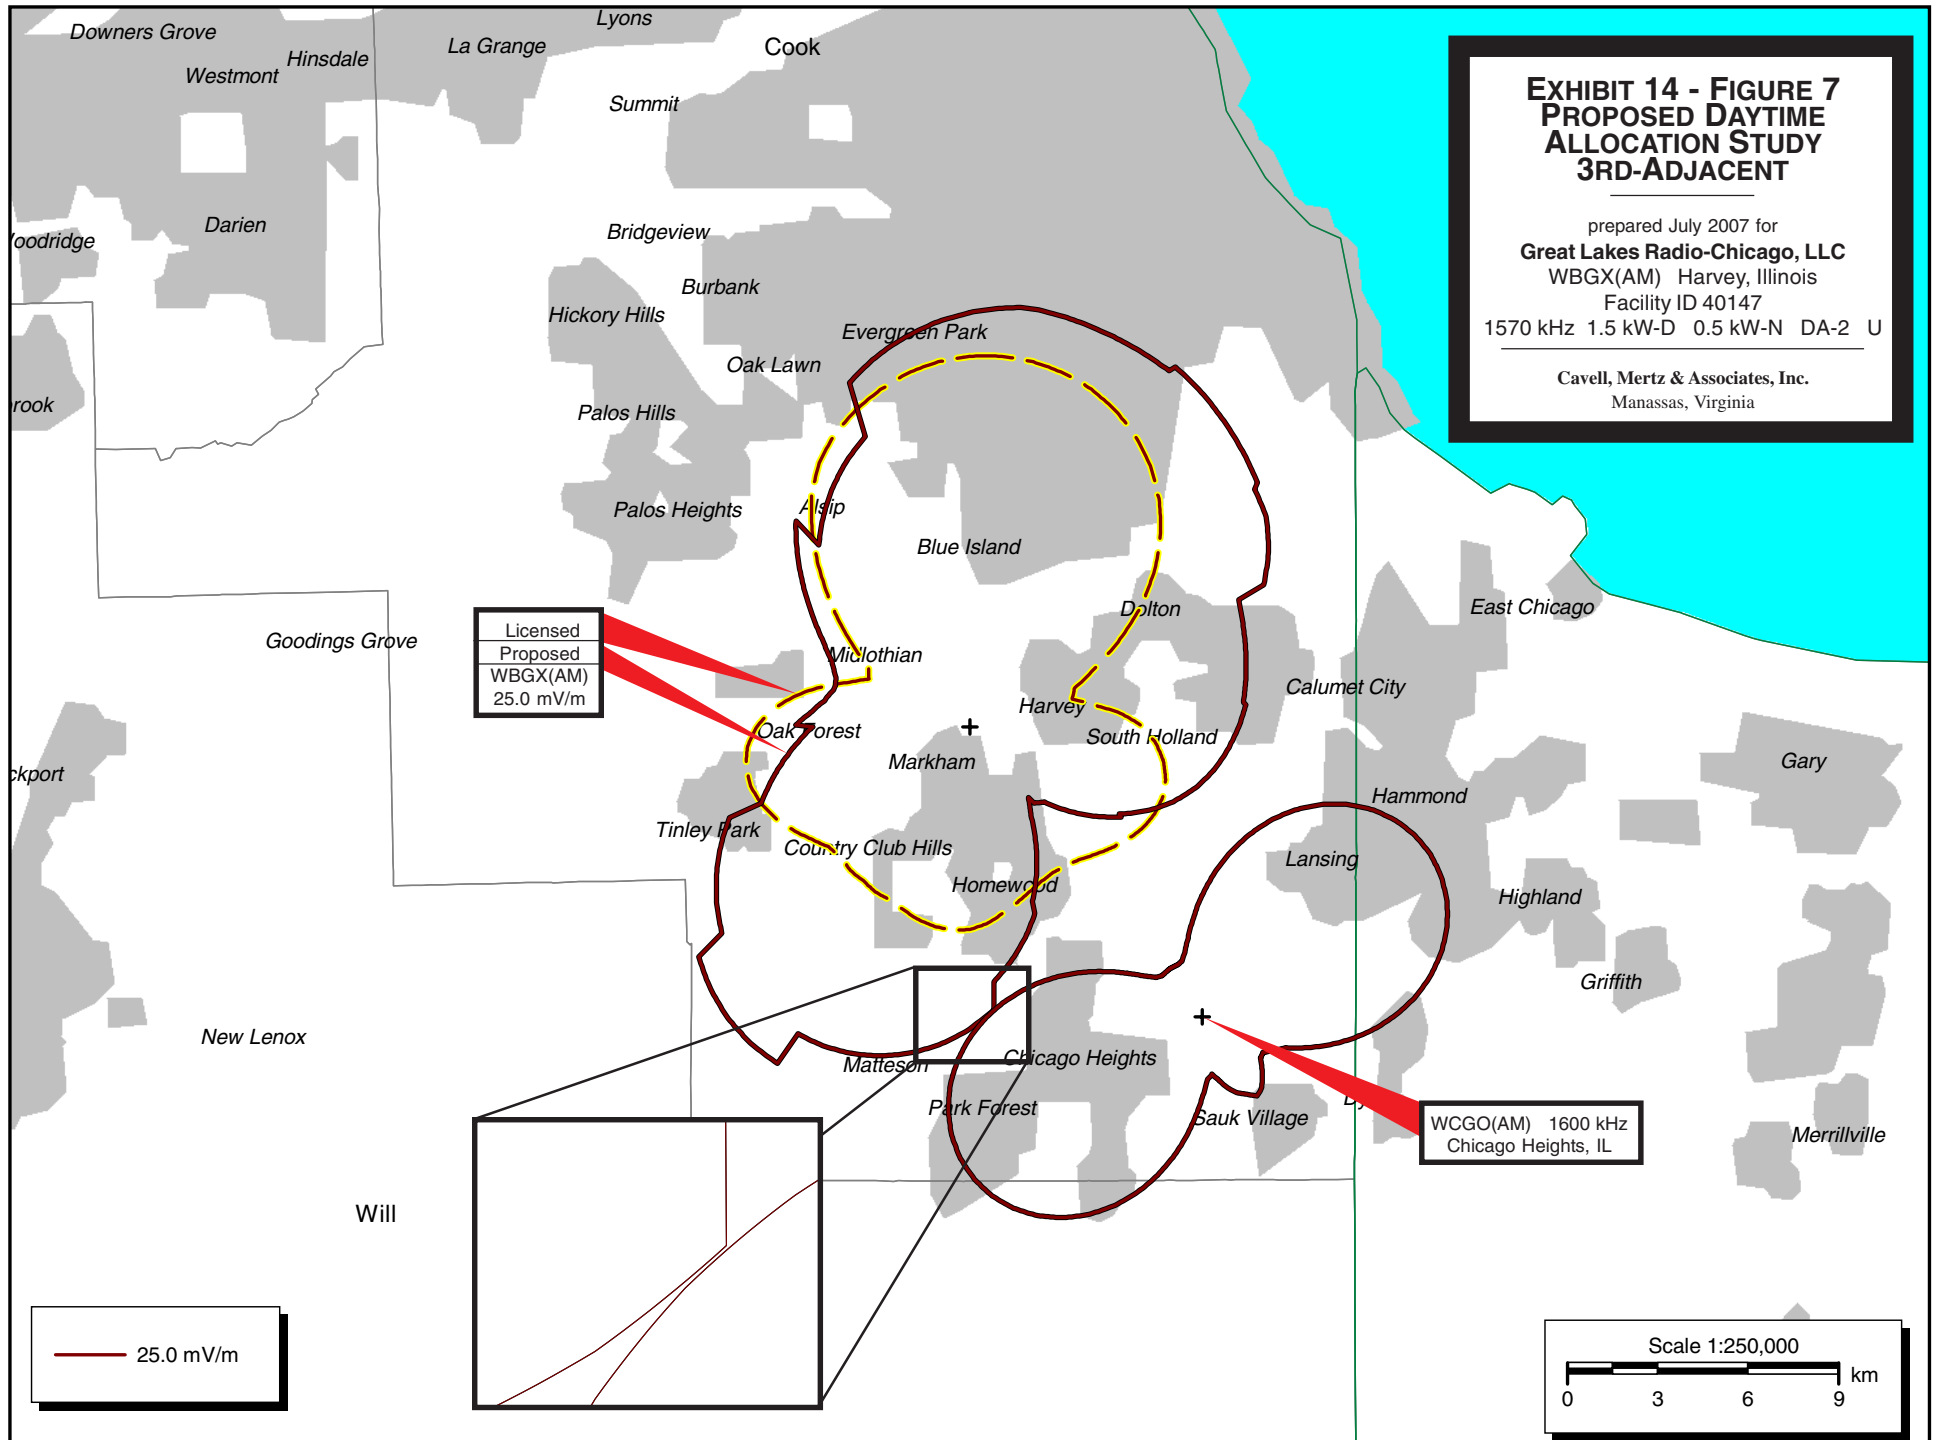 Downers Grove
Westmont
Hinsdale
La Grange
Lyons
Cook
Summit
Darien
Bridgeview
Burbank
Hickory Hills
Evergreen Park
Oak Lawn
Palos Hills
Palos Heights
Alsip
Blue Island
EXHIBIT 14 - FIGURE 7
PROPOSED DAYTIME
ALLOCATION STUDY
3RD-ADJACENT
prepared July 2007 for
Great Lakes Radio-Chicago, LLC
WBGX(AM) Harvey, Illinois
Facility ID 40147
1570 kHz 1.5 kW-D 0.5 kW-N DA-2 U
Cavell, Mertz & Associates, Inc.
Manassas, Virginia
Dolton
East Chicago
Goodings Grove
Licensed
Proposed
WBGX(AM)
25.0 mV/m
Midlothian
Calumet City
Harvey
Oak Forest
South Holland
Markham
Gary
Hammond
Tinley Park
Country Club Hills
Lansing
Homewood
Highland
Griffith
New Lenox
Matteson
Chicago Heights
Park Forest
Sauk Village
WCGO(AM) 1600 kHz
Chicago Heights, IL
Merrillville
Will
25.0 mV/m
Scale 1:250,000
km
0 3 6 9